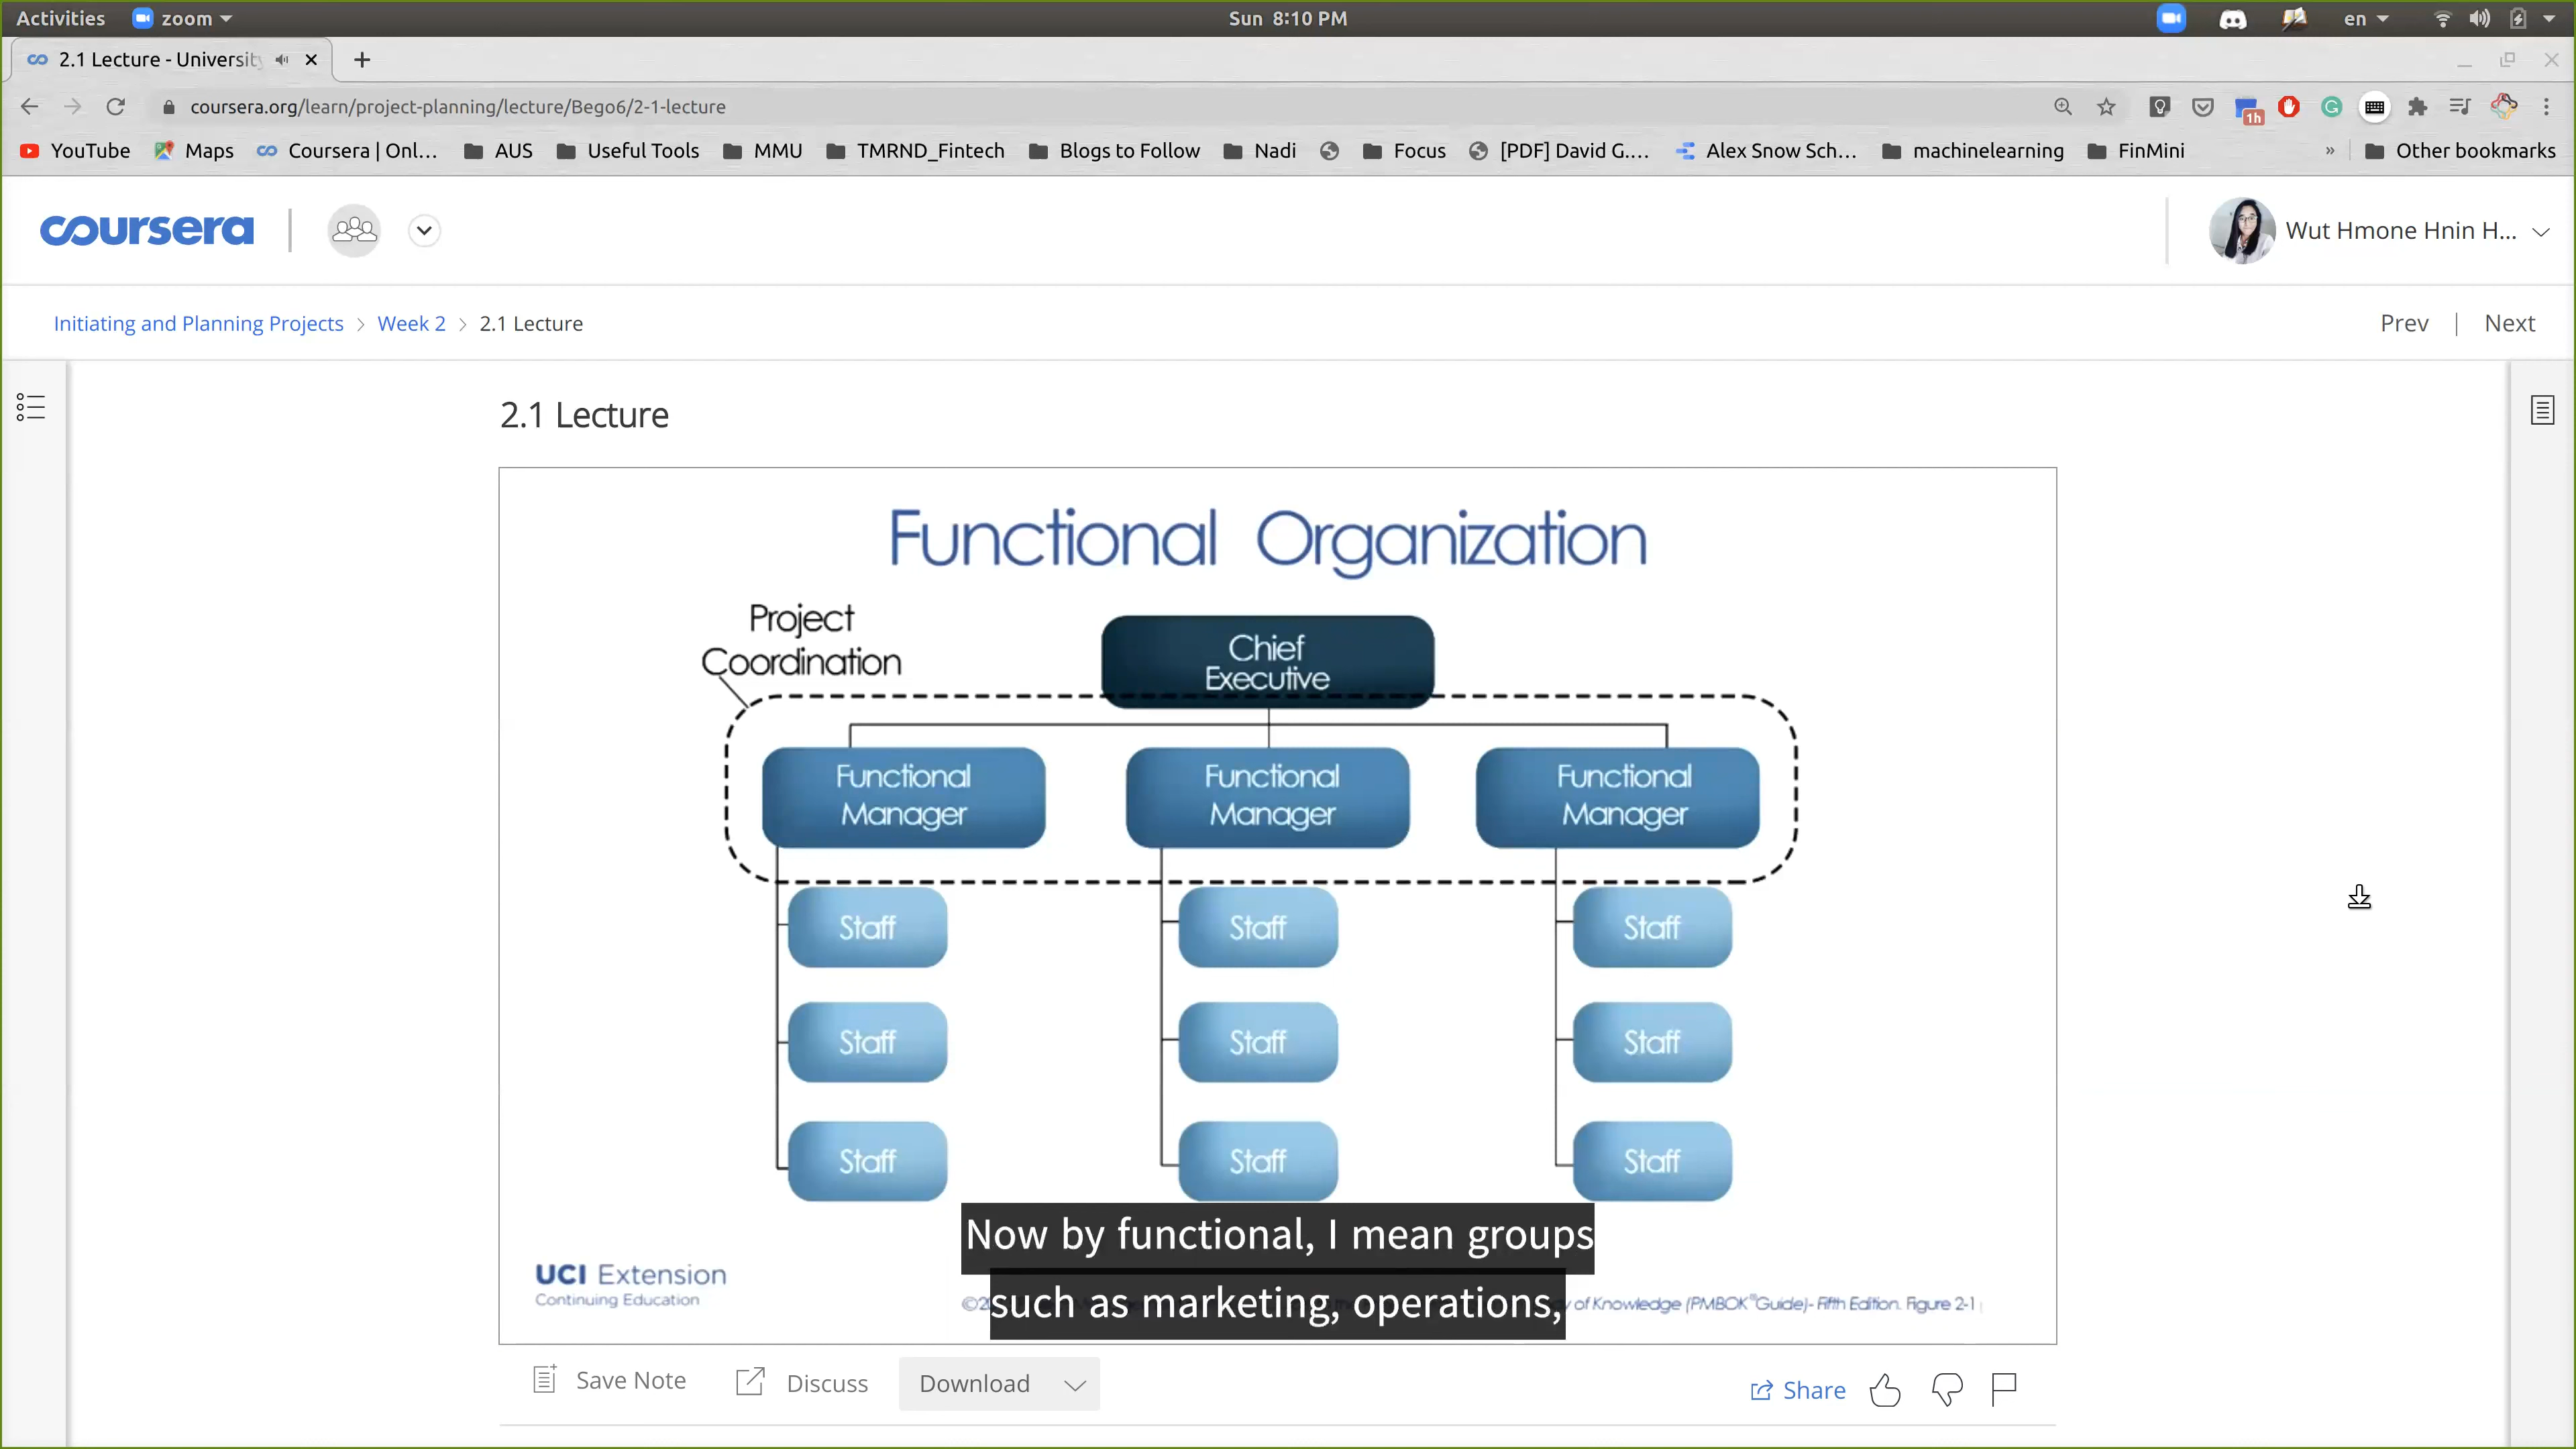 Activities zoom Sun 8:10 PM en
2.1 Lecture - Universit
coursera.org/learn/project-planning/lecture/Bego6/2-1-lecture 1h
YouTube Maps Coursera | Onl... AUS Useful Tools MMU TMRND_Fintech Blogs to Follow Nadi Focus [PDF] David G.... Alex Snow Sch... machinelearning FinMini » Other bookmarks
coursera Wut Hmone Hnin H...
Initiating and Planning Projects > Week 2 > 2.1 Lecture Prev | Next
2.1 Lecture
Functional Organization
Project
Coordination
Chief
Executive
Functional
Manager
Functional
Manager
Functional
Manager
Staff Staff Staff
Staff Staff Staff
Staff Staff Staff
Now by functional, I mean groups
such as marketing, operations,
UCI Extension
Continuing Education
of Knowledge (PMBOK®Guide)- Fifth Edition. Figure 2-1
Save Note Discuss Download Share